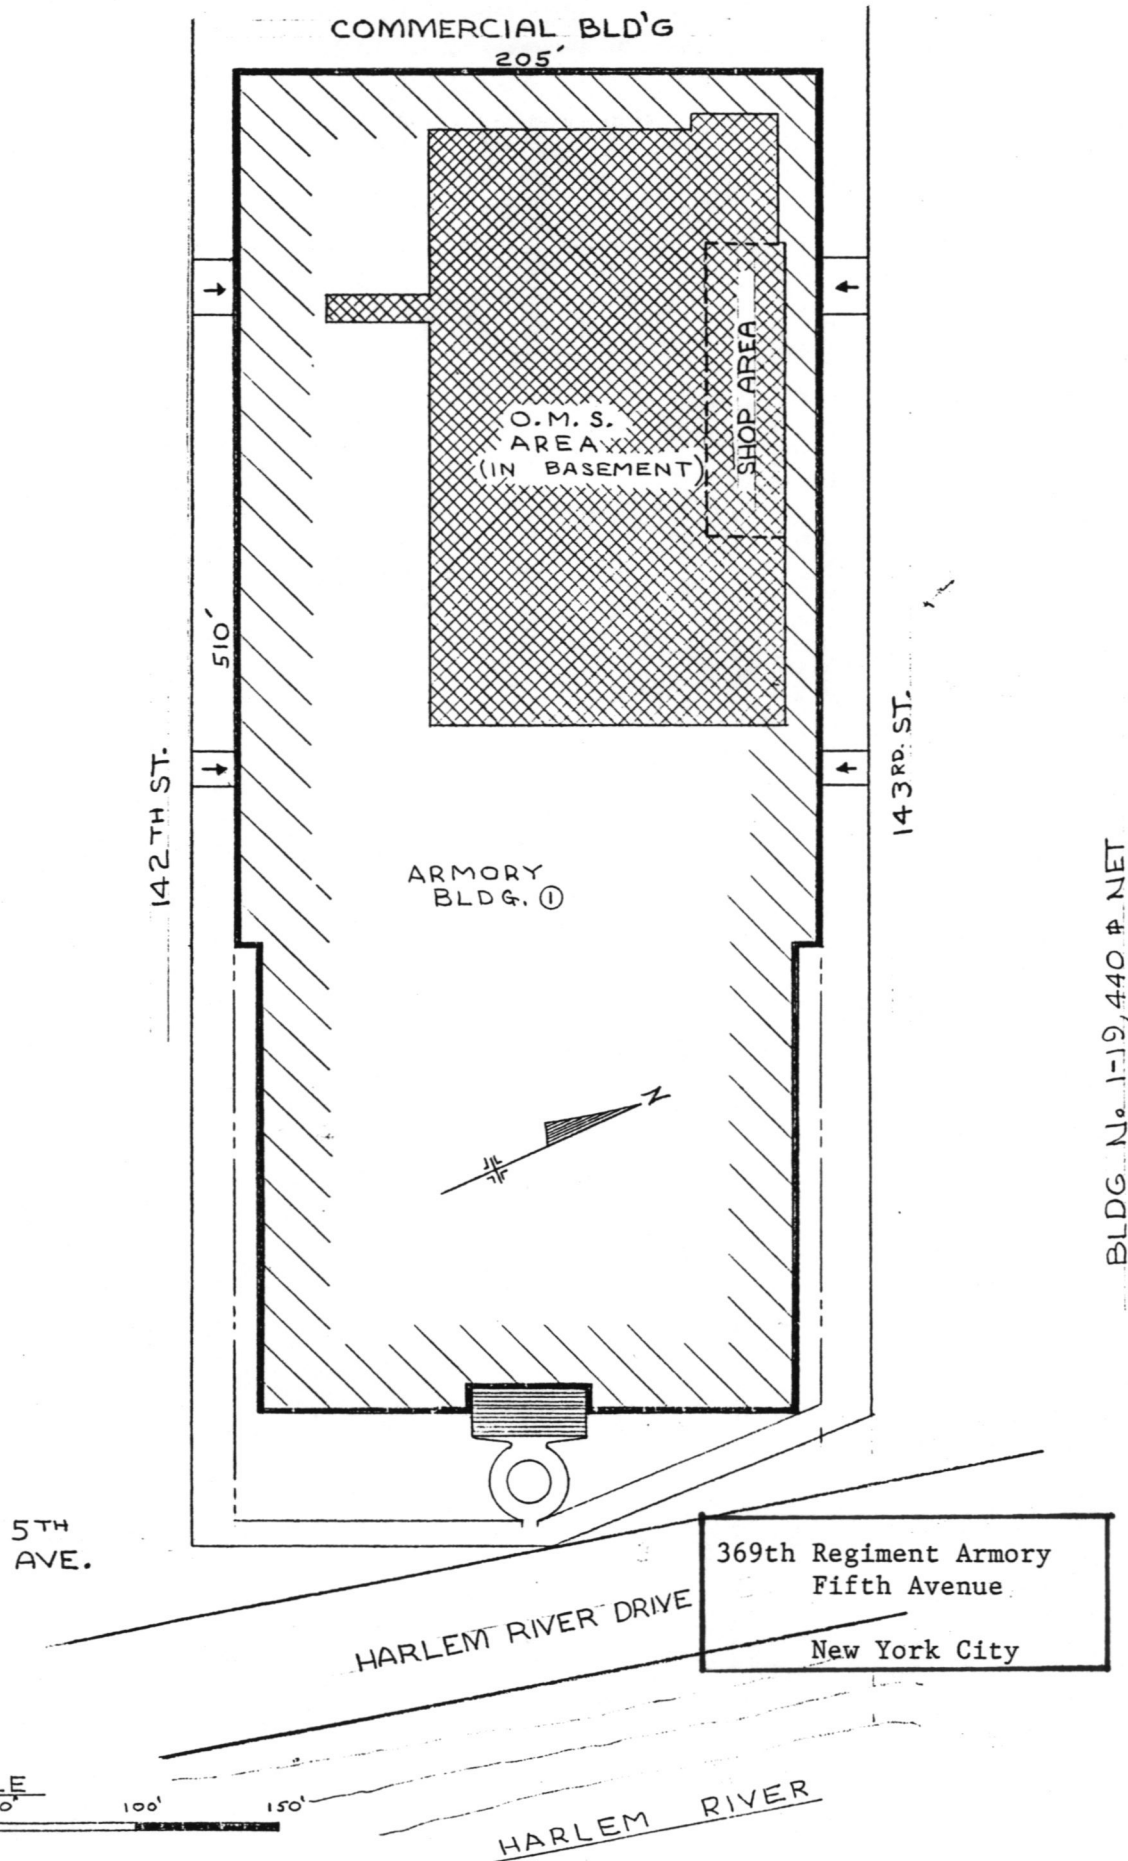 COMMERCIAL BLD'G
205'
SHOP AREA
O.M.S.
AREA
(IN BASEMENT)
510'
142TH ST.
143RD. ST.
ARMORY
BLDG. ①
BLDG. No. 1-19,440 ⌷ NET
N
5TH
AVE.
369th Regiment Armory
Fifth Avenue
New York City
HARLEM RIVER DRIVE
100' 150'
HARLEM RIVER